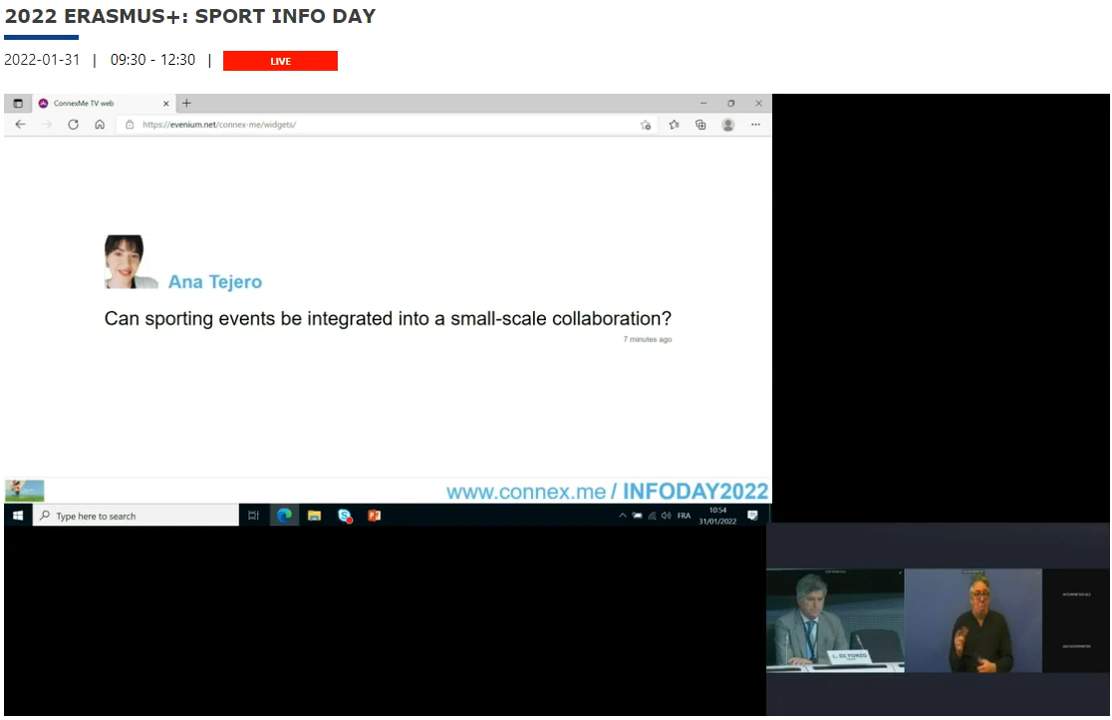 2022 ERASMUS+: SPORT INFO DAY
2022-01-31 | 09:30 - 12:30 | LIVE
ConnexMe TV web
https://evenium.net/connex-me/widgets/
Ana Tejero
Can sporting events be integrated into a small-scale collaboration?
7 minutes ago
www.connex.me / INFODAY2022
Type here to search
FRA
10:54
31/01/2022